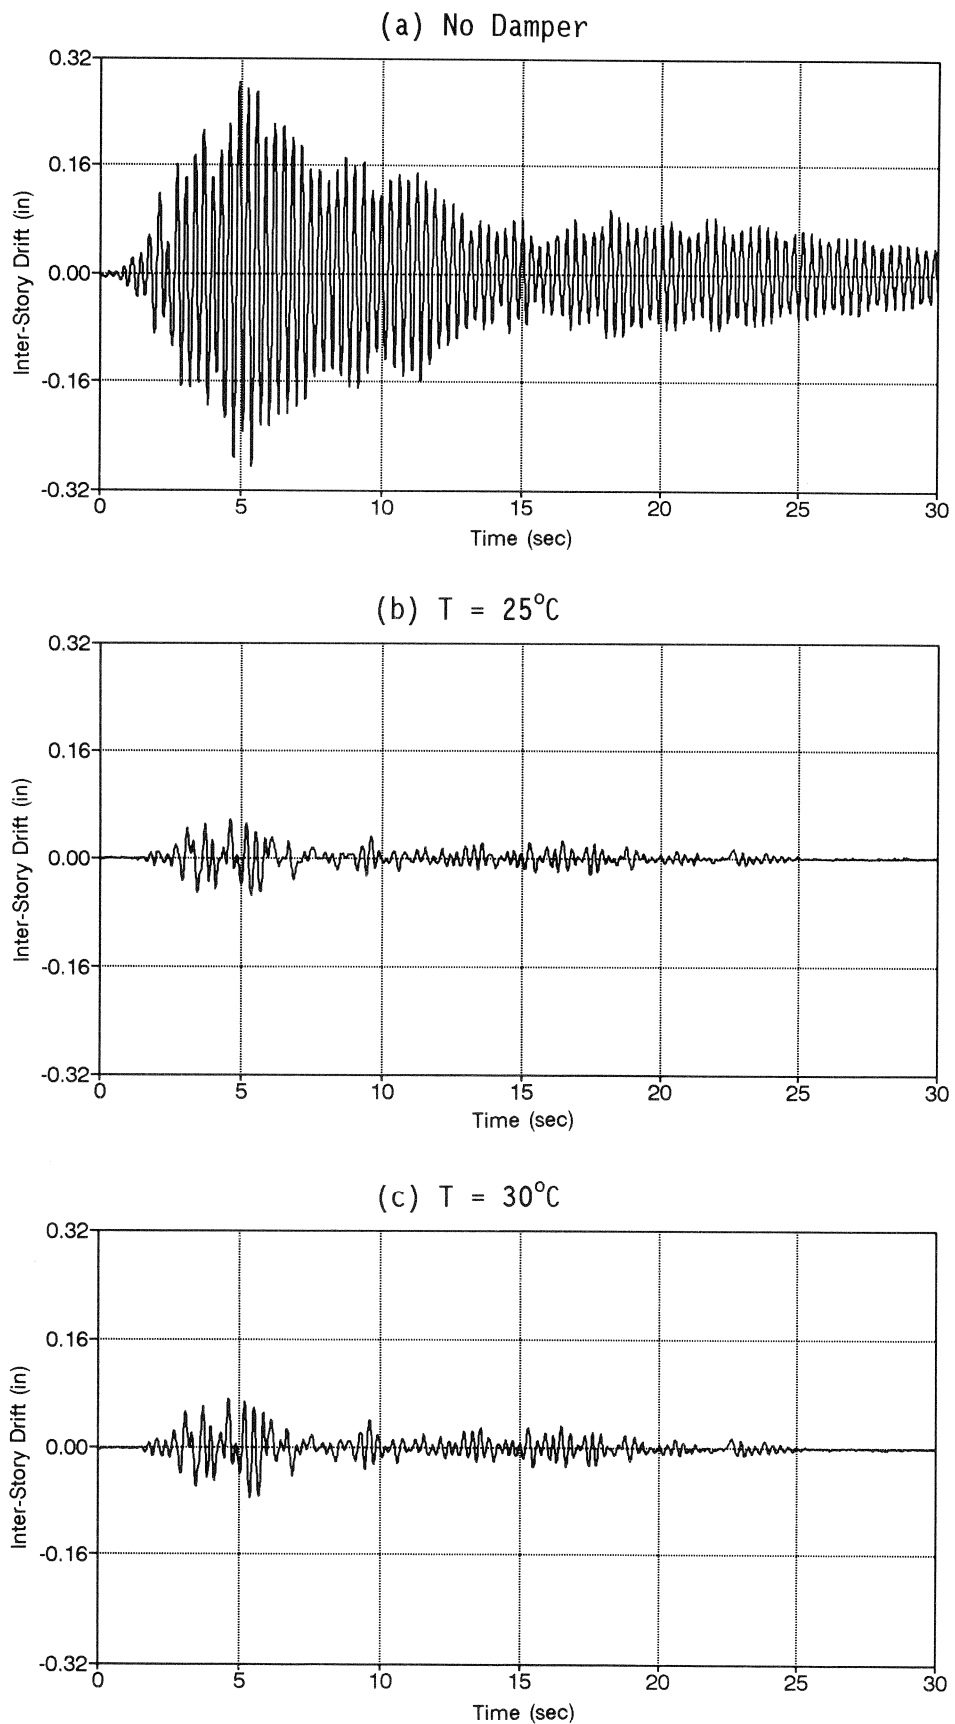 (a) No Damper
0.32
0.16
0.00
-0.16
-0.32
Inter-Story Drift (in)
0 5 10 15 20 25 30
Time (sec)
(b) T = 25°C
0.32
0.16
0.00
-0.16
-0.32
Inter-Story Drift (in)
0 5 10 15 20 25 30
Time (sec)
(c) T = 30°C
0.32
0.16
0.00
-0.16
-0.32
Inter-Story Drift (in)
0 5 10 15 20 25 30
Time (sec)